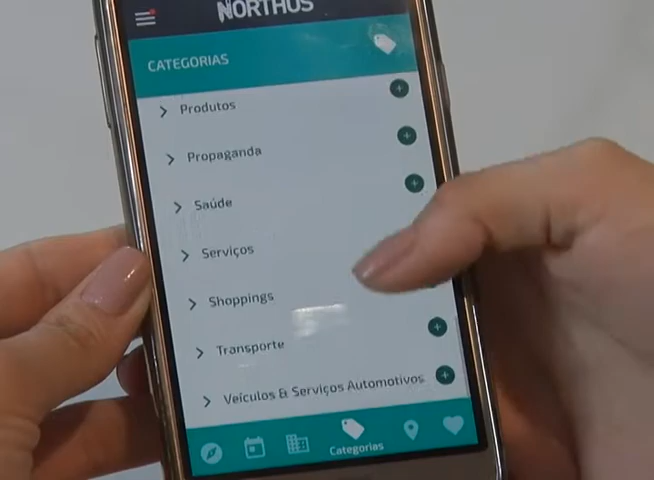 NORTHUS
CATEGORIAS
Produtos
Propaganda
Saúde
Serviços
Shoppings
Transporte
Veículos & Serviços Automotivos
Categorias